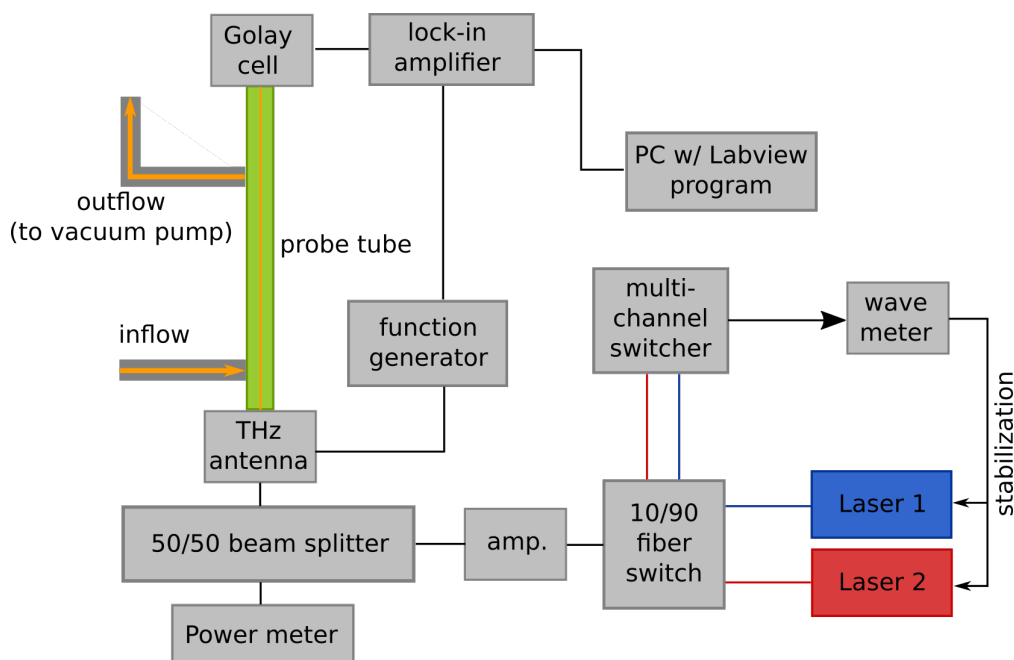 Golay
cell
lock-in
amplifier
PC w/ Labview
program
outflow
(to vacuum pump)
probe tube
inflow
function
generator
multi-
channel
switcher
wave
meter
stabilization
THz
antenna
50/50 beam splitter
amp.
10/90
fiber
switch
Laser 1
Laser 2
Power meter